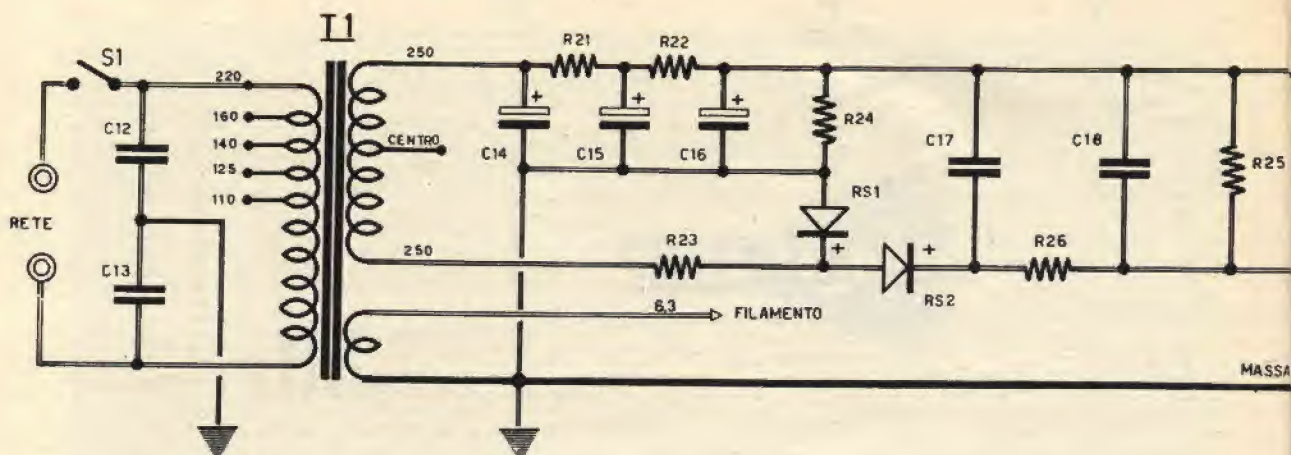 T1
S1
220
160
140
125
110
C12
C13
RETE
250
CENTRO
250
6,3
FILAMENTO
R21
R22
+
+
+
C14
C15
C16
R24
RS1
+
R23
RS2
+
C17
R26
C18
R25
MASSA